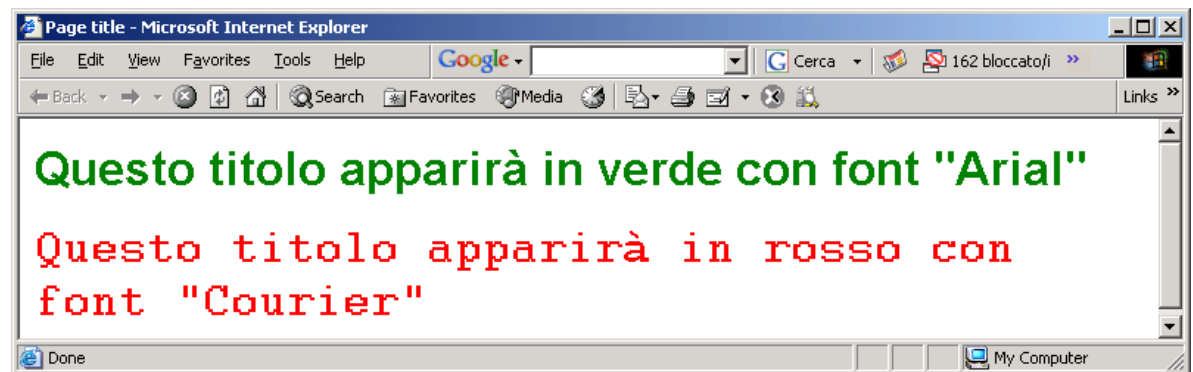 Page title - Microsoft Internet Explorer
File Edit View Favorites Tools Help Google Cerca 162 bloccato/i »
Back Search Favorites Media Links »
Questo titolo apparirà in verde con font "Arial"
Questo titolo apparirà in rosso con
font "Courier"
Done My Computer